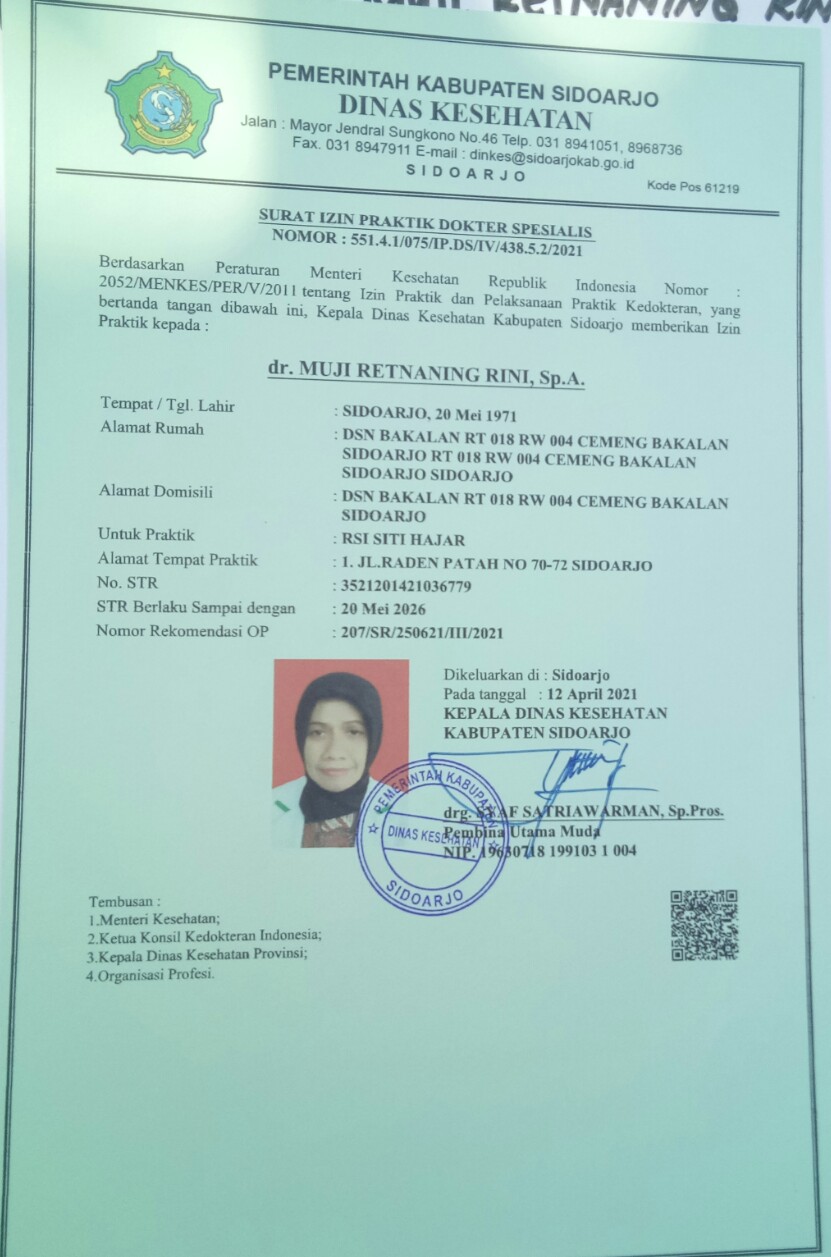 RETNANING RIN
PEMERINTAH KABUPATEN SIDOARJO
DINAS KESEHATAN
Jalan : Mayor Jendral Sungkono No.46 Telp. 031 8941051, 8968736
Fax. 031 8947911 E-mail : dinkes@sidoarjokab.go.id
SIDOARJO
Kode Pos 61219
SURAT IZIN PRAKTIK DOKTER SPESIALIS
NOMOR : 551.4.1/075/IP.DS/IV/438.5.2/2021
Berdasarkan Peraturan Menteri Kesehatan Republik Indonesia Nomor :
2052/MENKES/PER/V/2011 tentang Izin Praktik dan Pelaksanaan Praktik Kedokteran, yang
bertanda tangan dibawah ini, Kepala Dinas Kesehatan Kabupaten Sidoarjo memberikan Izin
Praktik kepada :
dr. MUJI RETNANING RINI, Sp.A.
Tempat / Tgl. Lahir : SIDOARJO, 20 Mei 1971
Alamat Rumah : DSN BAKALAN RT 018 RW 004 CEMENG BAKALAN
SIDOARJO RT 018 RW 004 CEMENG BAKALAN
SIDOARJO SIDOARJO
Alamat Domisili : DSN BAKALAN RT 018 RW 004 CEMENG BAKALAN
SIDOARJO
Untuk Praktik : RSI SITI HAJAR
Alamat Tempat Praktik : 1. JL.RADEN PATAH NO 70-72 SIDOARJO
No. STR : 3521201421036779
STR Berlaku Sampai dengan : 20 Mei 2026
Nomor Rekomendasi OP : 207/SR/250621/III/2021
Dikeluarkan di : Sidoarjo
Pada tanggal : 12 April 2021
KEPALA DINAS KESEHATAN
KABUPATEN SIDOARJO
drg. SATRIAWARMAN, Sp.Pros.
Pembina Utama Muda
NIP. 19630718 199103 1 004
PEMERINTAH KABUPATEN
DINAS KESEHATAN
SIDOARJO
Tembusan :
1.Menteri Kesehatan;
2.Ketua Konsil Kedokteran Indonesia;
3.Kepala Dinas Kesehatan Provinsi;
4.Organisasi Profesi.